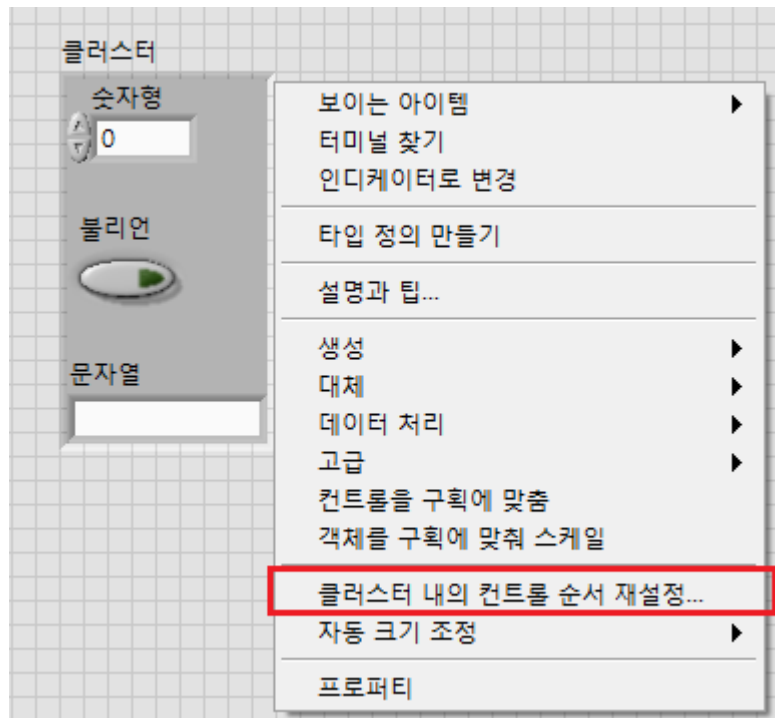 클러스터
숫자형
0
불리언
문자열
보이는 아이템
터미널 찾기
인디케이터로 변경
타입 정의 만들기
설명과 팁...
생성
대체
데이터 처리
고급
컨트롤을 구획에 맞춤
객체를 구획에 맞춰 스케일
클러스터 내의 컨트롤 순서 재설정...
자동 크기 조정
프로퍼티